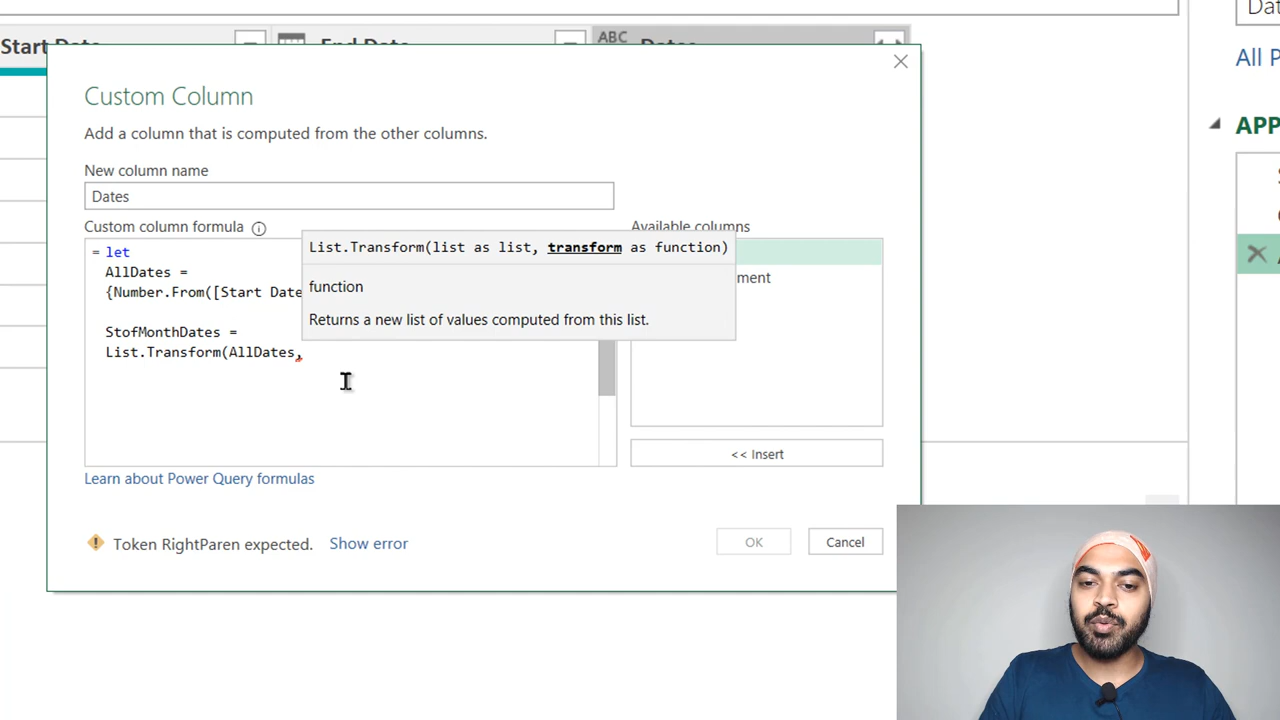 Dat
Start Date
End Date
ABC
Dates
All P
Custom Column
Add a column that is computed from the other columns.
APP
New column name
Dates
Custom column formula
Available columns
= let
List.Transform(list as list, transform as function)
AllDates =
ment
{Number.From([Start Date
function
Returns a new list of values computed from this list.
StofMonthDates =
List.Transform(AllDates,
<< Insert
Learn about Power Query formulas
Token RightParen expected. Show error
OK
Cancel